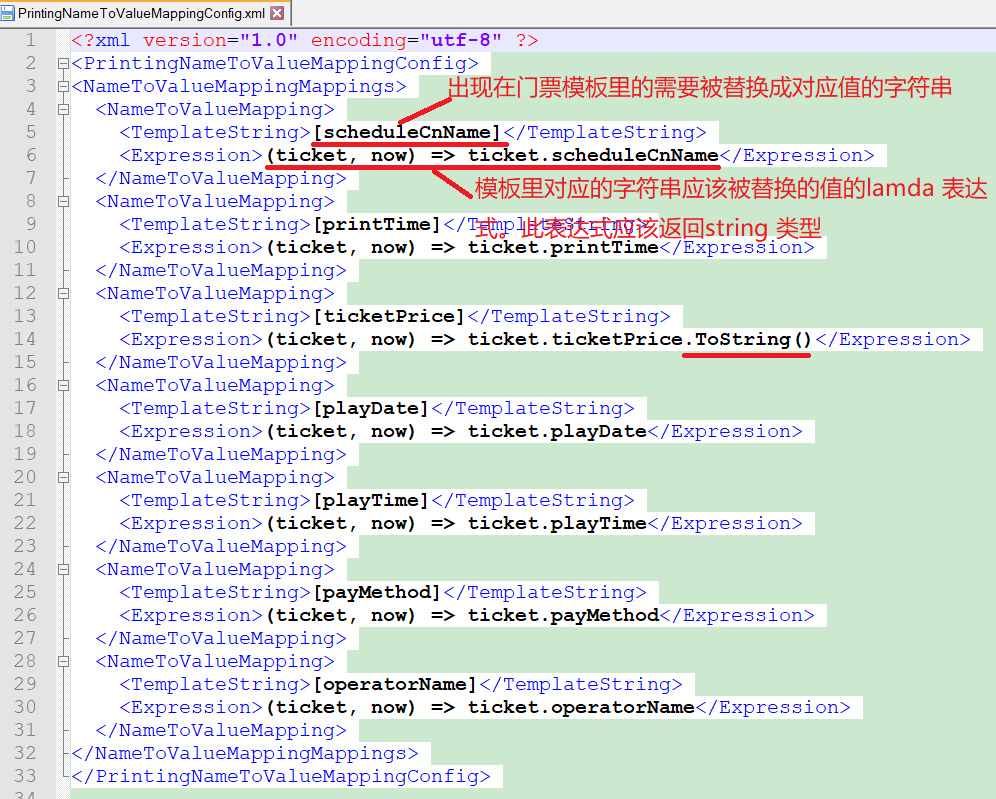 PrintingNameToValueMappingConfig.xml
1 <?xml version="1.0" encoding="utf-8" ?>
2 <PrintingNameToValueMappingConfig>
3 <NameToValueMappingMappings>
出现在门票模板里的需要被替换成对应值的字符串
4 <NameToValueMapping>
5 <TemplateString>[scheduleCnName]</TemplateString>
6 <Expression>(ticket, now) => ticket.scheduleCnName</Expression>
7 </NameToValueMapping>
模板里对应的字符串应该被替换的值的lamda 表达
8 <NameToValueMapping>
9 <TemplateString>[printTime]</TemplateString>
式。此表达式应该返回string 类型
10 <Expression>(ticket, now) => ticket.printTime</Expression>
11 </NameToValueMapping>
12 <NameToValueMapping>
13 <TemplateString>[ticketPrice]</TemplateString>
14 <Expression>(ticket, now) => ticket.ticketPrice.ToString()</Expression>
15 </NameToValueMapping>
16 <NameToValueMapping>
17 <TemplateString>[playDate]</TemplateString>
18 <Expression>(ticket, now) => ticket.playDate</Expression>
19 </NameToValueMapping>
20 <NameToValueMapping>
21 <TemplateString>[playTime]</TemplateString>
22 <Expression>(ticket, now) => ticket.playTime</Expression>
23 </NameToValueMapping>
24 <NameToValueMapping>
25 <TemplateString>[payMethod]</TemplateString>
26 <Expression>(ticket, now) => ticket.payMethod</Expression>
27 </NameToValueMapping>
28 <NameToValueMapping>
29 <TemplateString>[operatorName]</TemplateString>
30 <Expression>(ticket, now) => ticket.operatorName</Expression>
31 </NameToValueMapping>
32 </NameToValueMappingMappings>
33 </PrintingNameToValueMappingConfig>
34